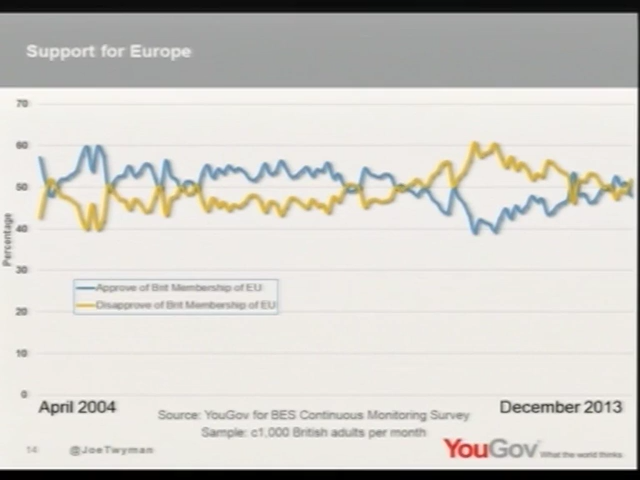 Support for Europe
70
60
50
40
30
20
10
0
Percentage
Approve of Brit Membership of EU
Disapprove of Brit Membership of EU
April 2004
December 2013
Source: YouGov for BES Continuous Monitoring Survey
Sample: c1,000 British adults per month
14
@JoeTwyman
YouGov
What the world thinks